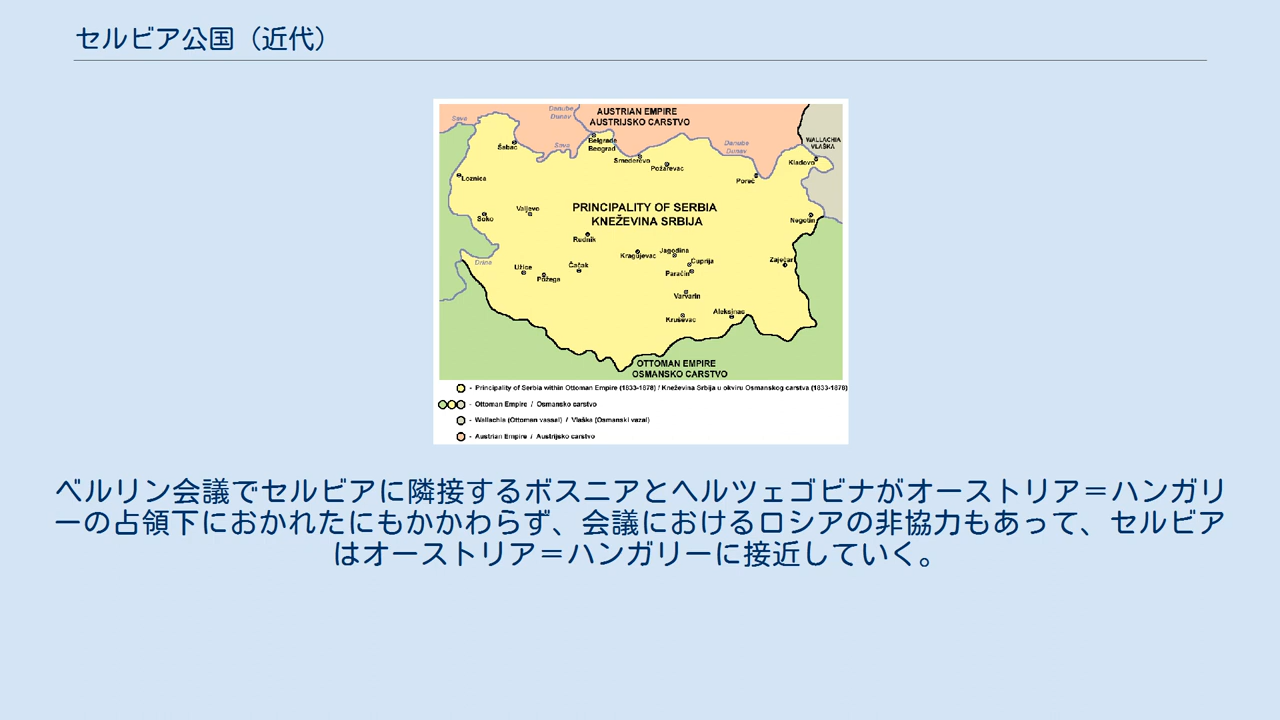 セルビア公国（近代）
Sava
Danube
Dunav
AUSTRIAN EMPIRE
AUSTRIJSKO CARSTVO
WALLACHIA
VLAŠKA
Šabac
Sava
Belgrade
Beograd
Smederevo
Požarevac
Danube
Dunav
Kladovo
Poreč
Loznica
Soko
Valjevo
PRINCIPALITY OF SERBIA
KNEŽEVINA SRBIJA
Negotin
Rudnik
Drina
Užice
Požega
Čačak
Kragujevac
Jagodina
Ćuprija
Paraćin
Zaječar
Varvarin
Kruševac
Aleksinac
OTTOMAN EMPIRE
OSMANSKO CARSTVO
- Principality of Serbia within Ottoman Empire (1833-1878) / Kneževina Srbija u okviru Osmanskog carstva (1833-1878)
- Ottoman Empire / Osmansko carstvo
- Wallachia (Ottoman vassal) / Vlaška (Osmanski vazal)
- Austrian Empire / Austrijsko carstvo
ベルリン会議でセルビアに隣接するボスニアとヘルツェゴビナがオーストリア＝ハンガリ
ーの占領下におかれたにもかかわらず、会議におけるロシアの非協力もあって、セルビア
はオーストリア＝ハンガリーに接近していく。